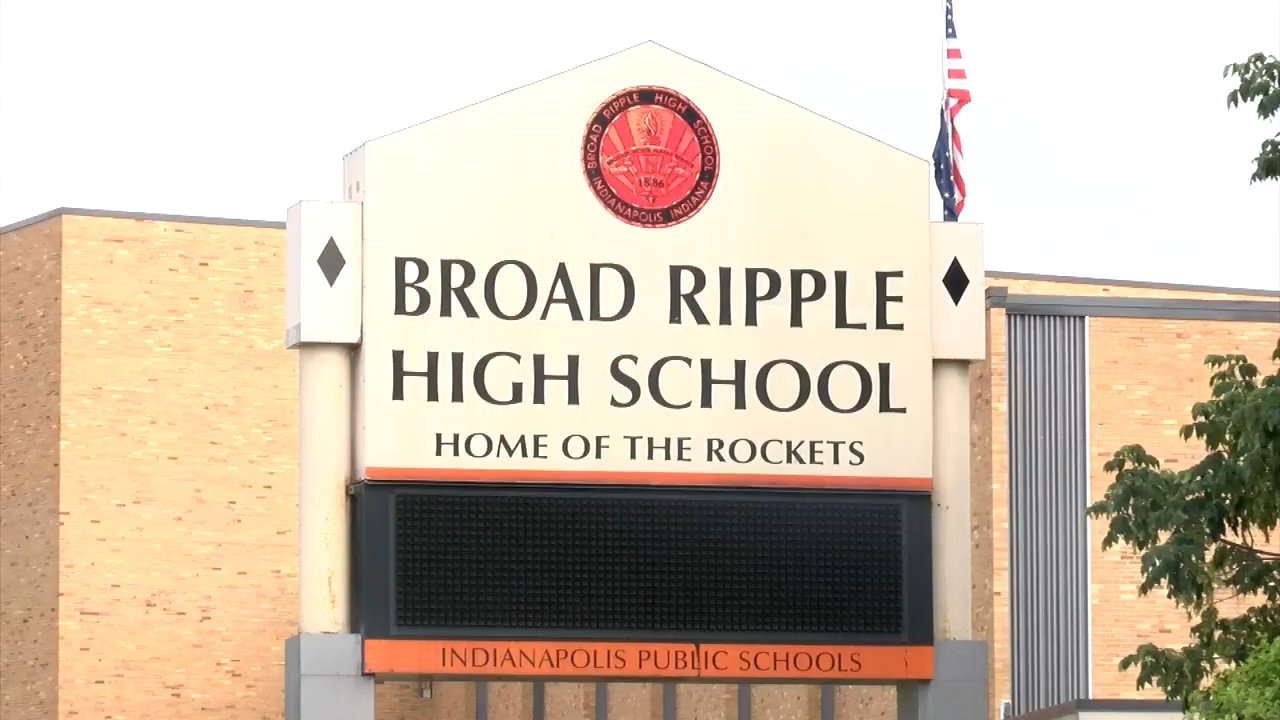 BROAD RIPPLE HIGH SCHOOL
1886
INDIANAPOLIS INDIANA
BROAD RIPPLE
HIGH SCHOOL
HOME OF THE ROCKETS
INDIANAPOLIS PUBLIC SCHOOLS